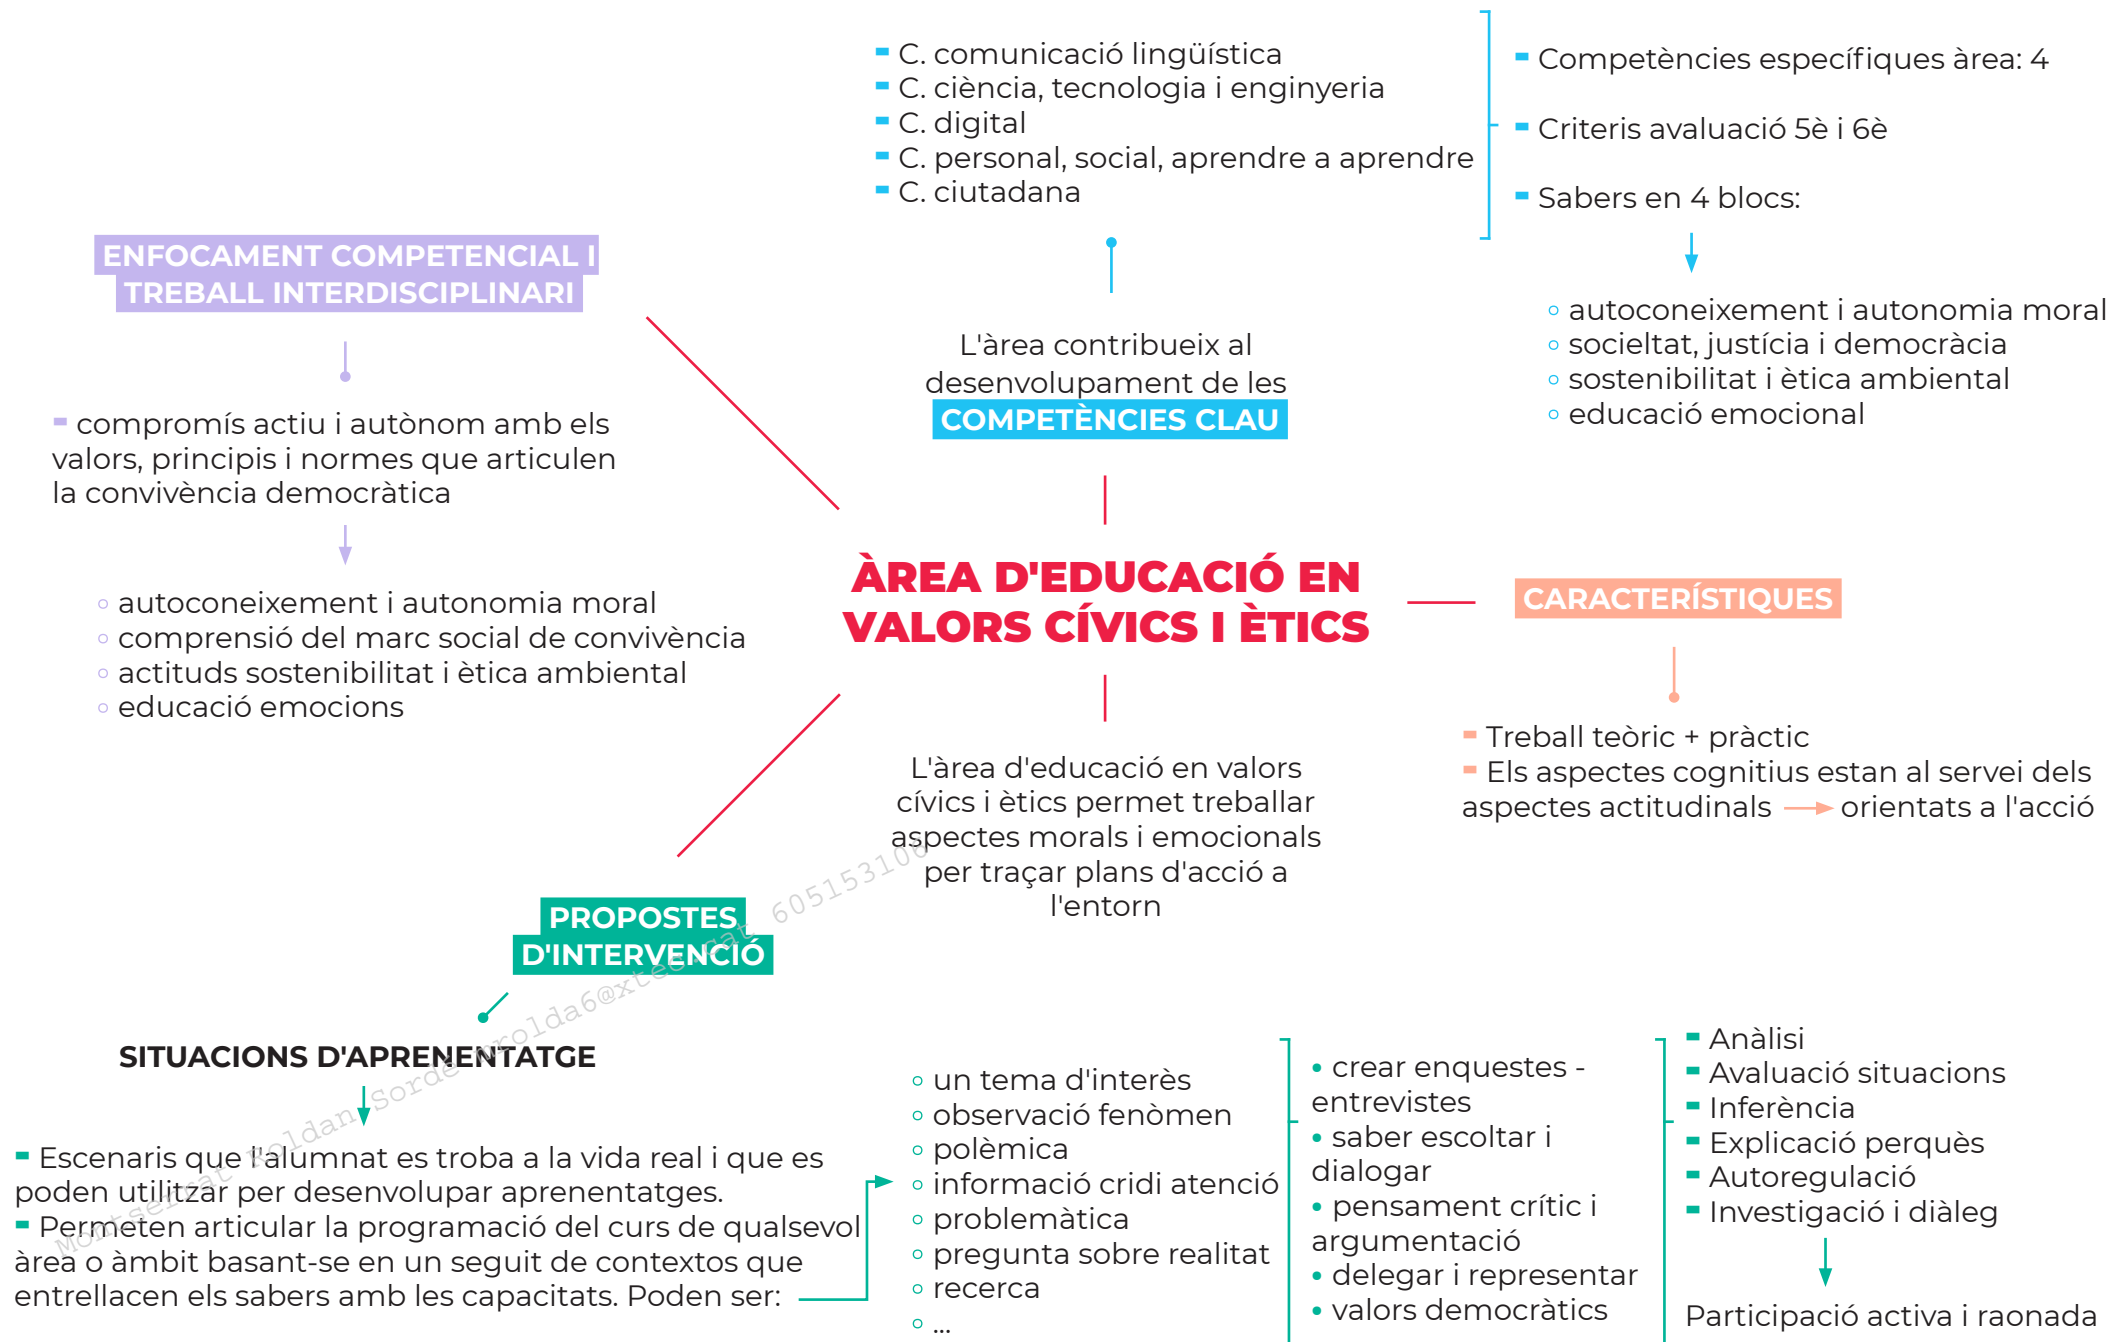 C. comunicació lingüística
C. ciència, tecnologia i enginyeria
C. digital
C. personal, social, aprendre a aprendre
C. ciutadana
Competències específiques àrea: 4
Criteris avaluació 5è i 6è
Sabers en 4 blocs:
autoconeixement i autonomia moral
socieltat, justícia i democràcia
sostenibilitat i ètica ambiental
educació emocional
ENFOCAMENT COMPETENCIAL I
TREBALL INTERDISCIPLINARI
compromís actiu i autònom amb els
valors, principis i normes que articulen
la convivència democràtica
autoconeixement i autonomia moral
comprensió del marc social de convivència
actituds sostenibilitat i ètica ambiental
educació emocions
L'àrea contribueix al
desenvolupament de les
COMPETÈNCIES CLAU
ÀREA D'EDUCACIÓ EN
VALORS CÍVICS I ÈTICS
CARACTERÍSTIQUES
Treball teòric + pràctic
Els aspectes cognitius estan al servei dels
aspectes actitudinals → orientats a l'acció
L'àrea d'educació en valors
cívics i ètics permet treballar
aspectes morals i emocionals
per traçar plans d'acció a
l'entorn
PROPOSTES
D'INTERVENCIÓ
SITUACIONS D'APRENENTATGE
Escenaris que l'alumnat es troba a la vida real i que es
poden utilitzar per desenvolupar aprenentatges.
Permeten articular la programació del curs de qualsevol
àrea o àmbit basant-se en un seguit de contextos que
entrellacen els sabers amb les capacitats. Poden ser:
un tema d'interès
observació fenòmen
polèmica
informació cridi atenció
problemàtica
pregunta sobre realitat
recerca
...
• crear enquestes -
entrevistes
• saber escoltar i
dialogar
• pensament crític i
argumentació
• delegar i representar
• valors democràtics
Anàlisi
Avaluació situacions
Inferència
Explicació perquès
Autoregulació
Investigació i diàleg
Participació activa i raonada
Montserrat Roldan Sorde mrolda6@xtec.cat 605153106